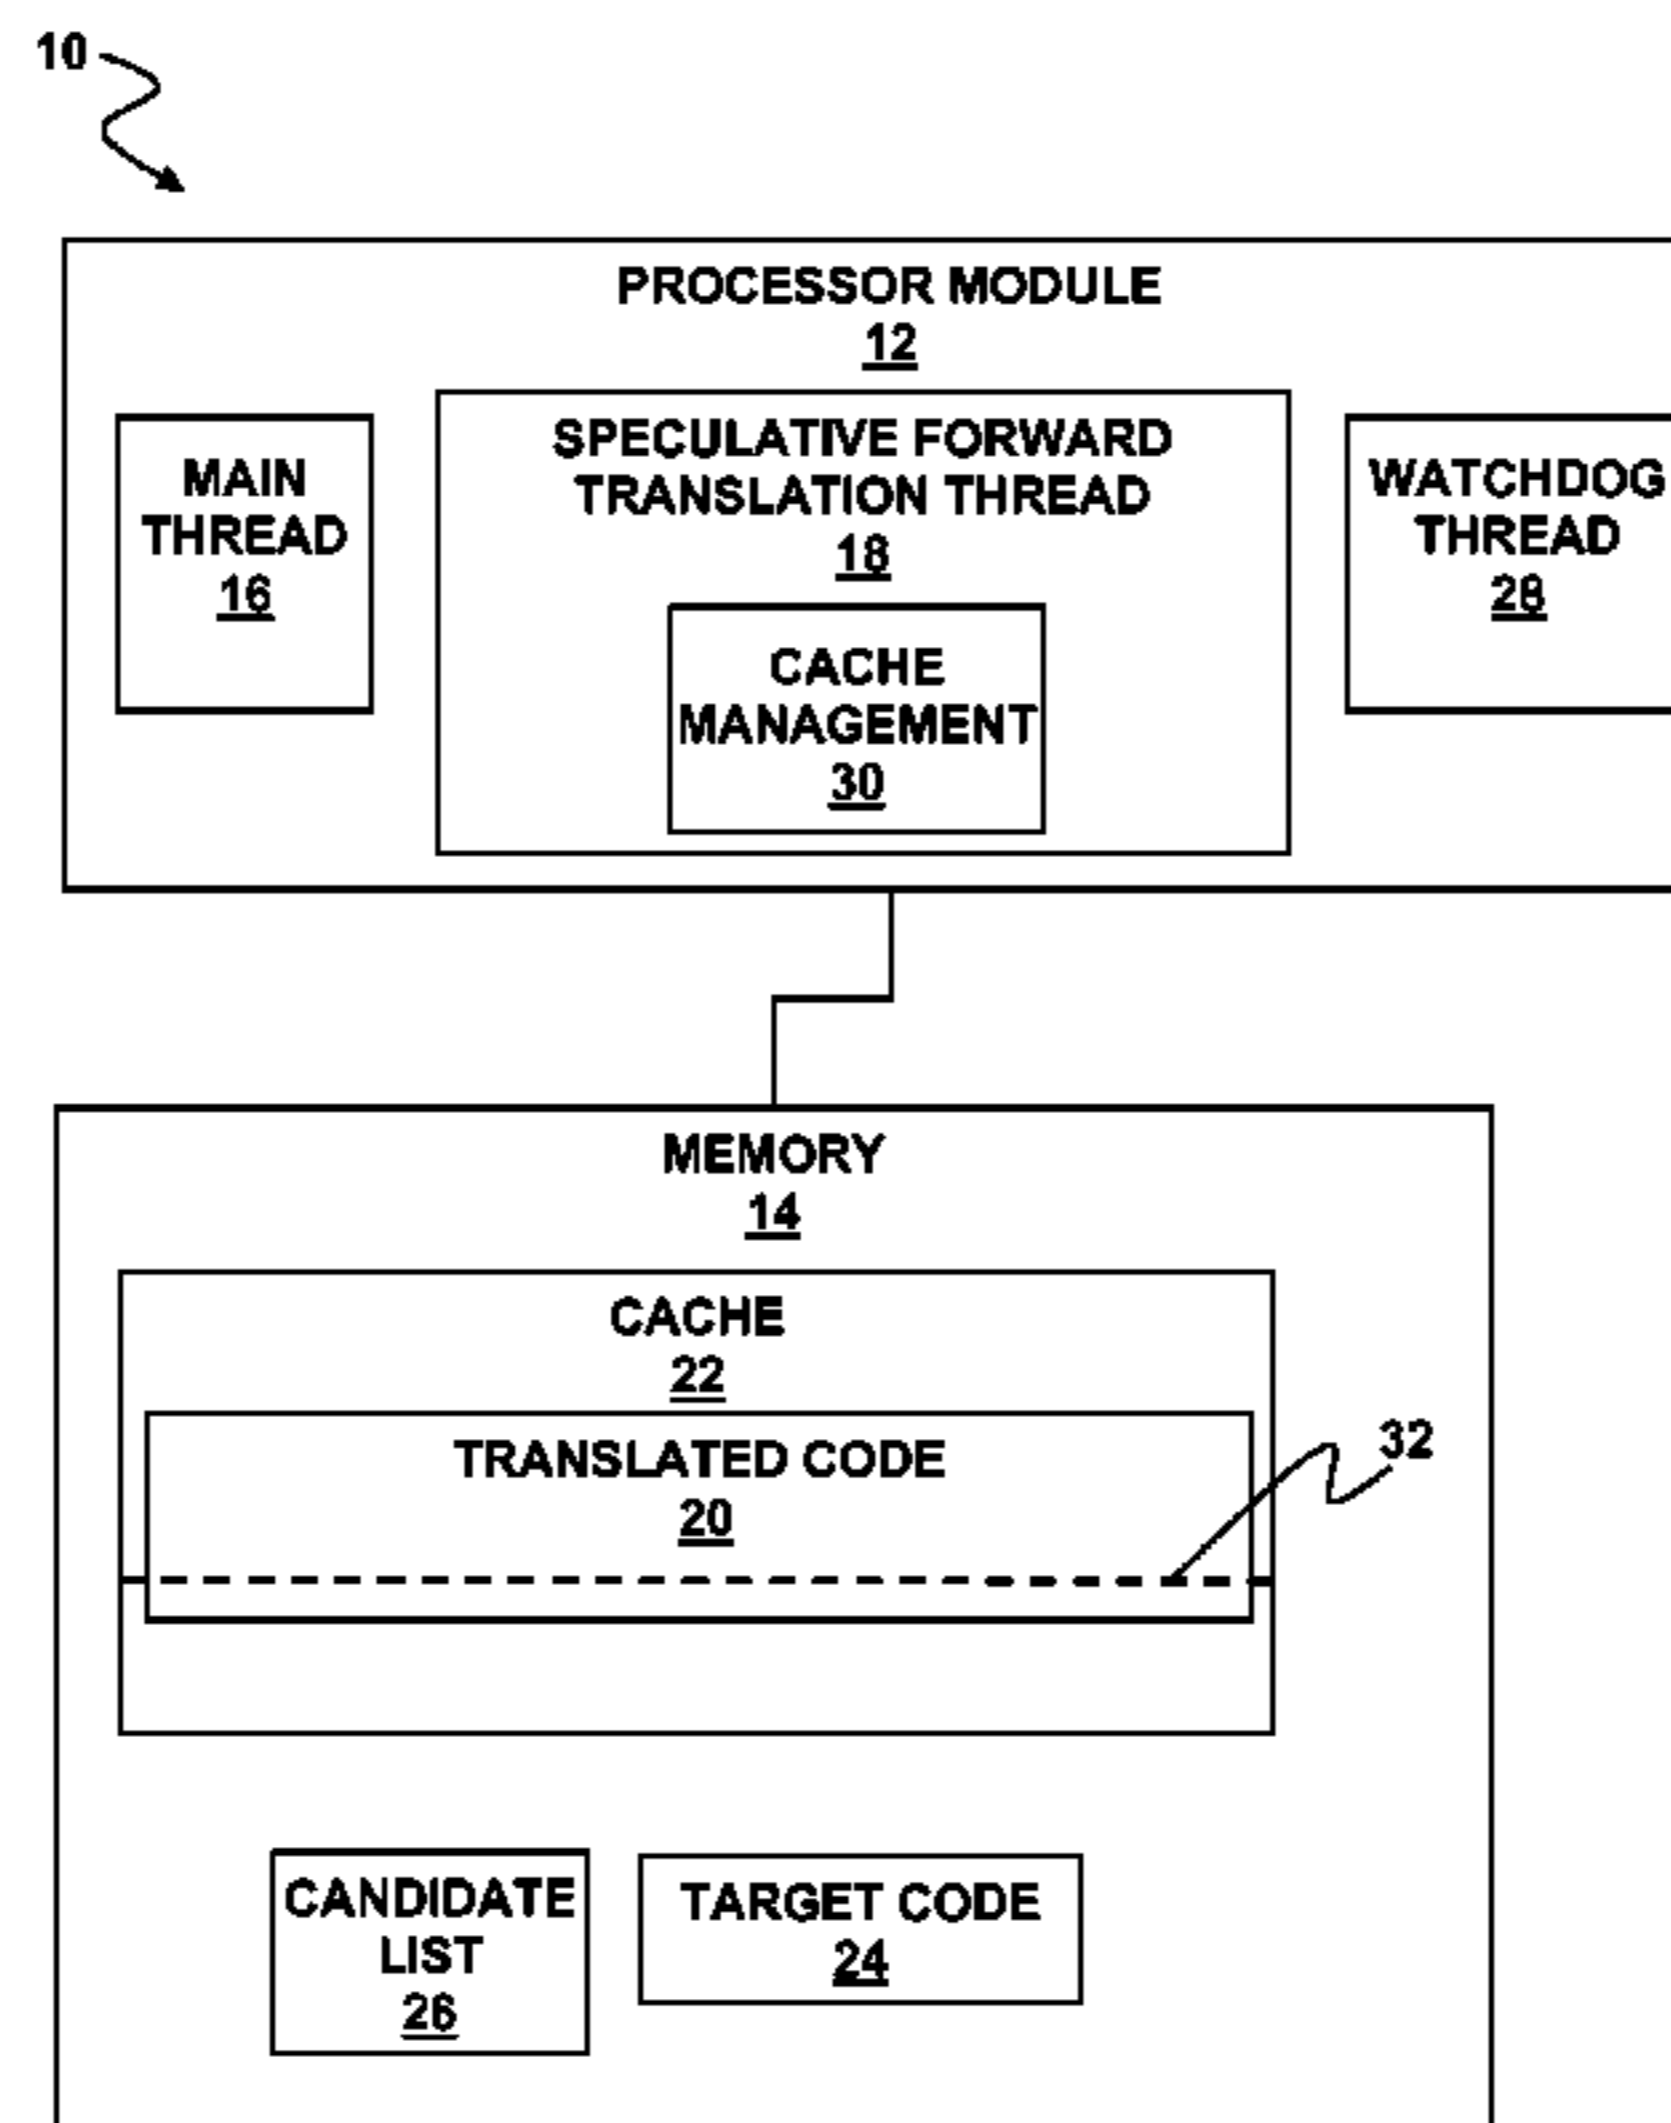 10
PROCESSOR MODULE
12
MAIN
THREAD
16
SPECULATIVE FORWARD
TRANSLATION THREAD
18
CACHE
MANAGEMENT
30
WATCHDOG
THREAD
28
MEMORY
14
CACHE
22
TRANSLATED CODE
20
32
CANDIDATE
LIST
26
TARGET CODE
24